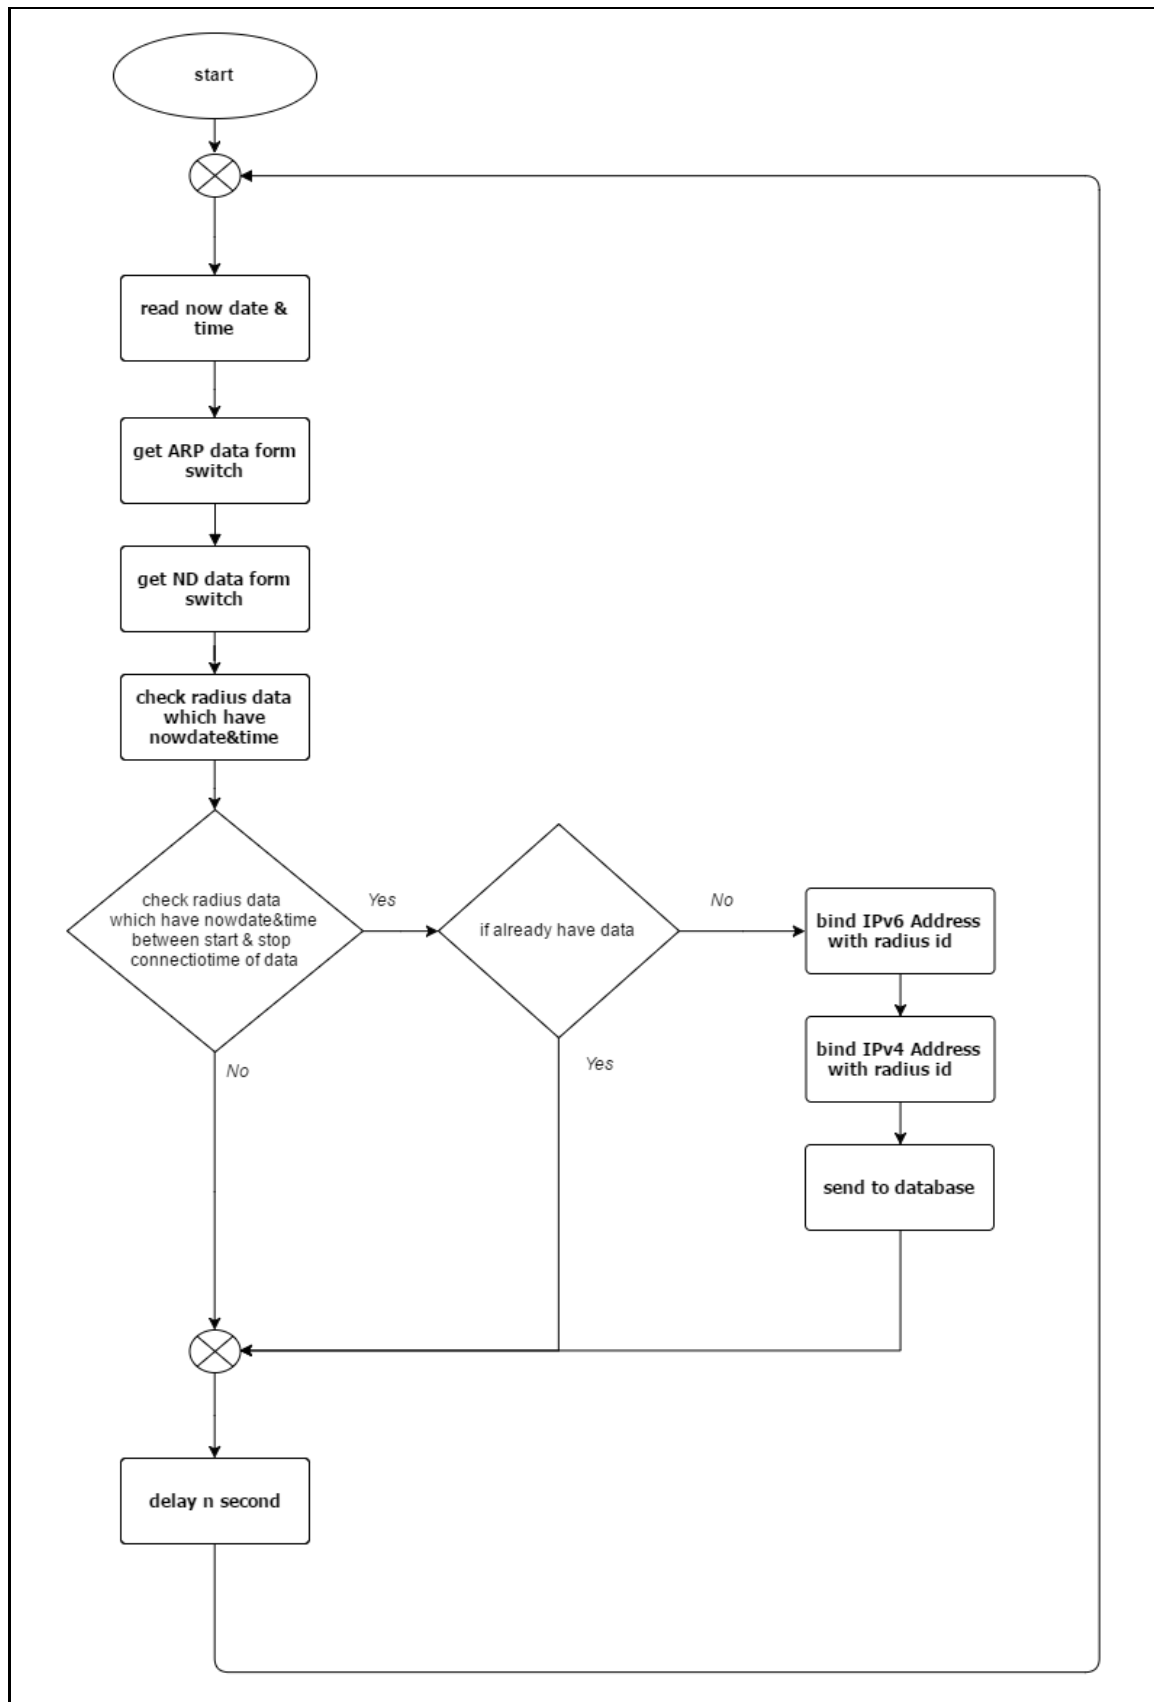 start
read now date &
time
get ARP data form
switch
get ND data form
switch
check radius data
which have
nowdate&time
check radius data
which have nowdate&time
between start & stop
connectiotime of data
Yes
if already have data
No
bind IPv6 Address
with radius id
bind IPv4 Address
with radius id
Yes
No
send to database
delay n second